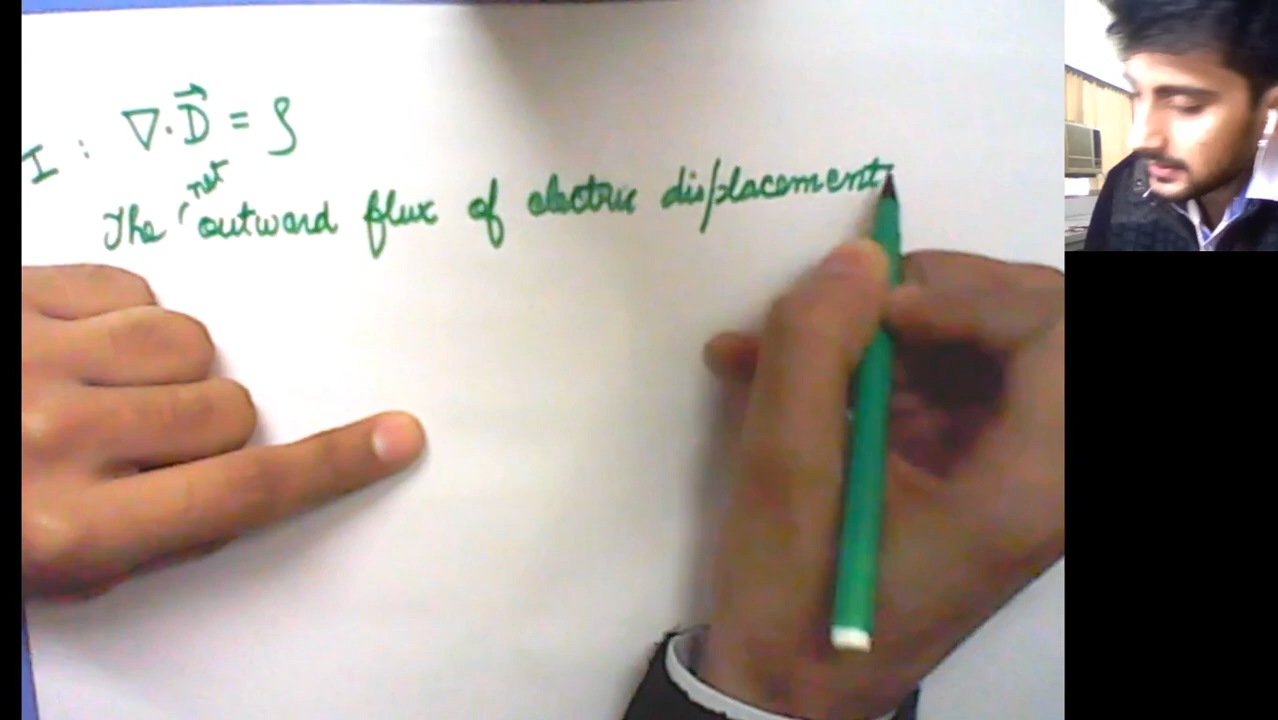 I : ∇·D⃗ = ρ
The net outward flux of electric displacement